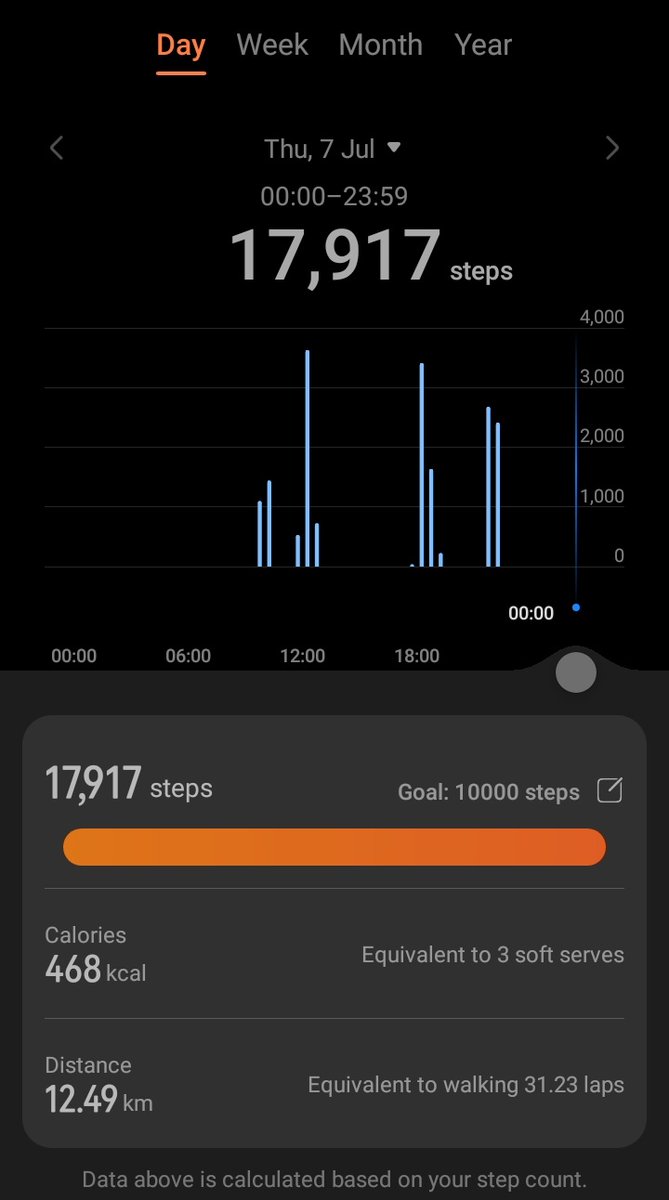 Day Week Month Year
Thu, 7 Jul
00:00–23:59
17,917 steps
4,000
3,000
2,000
1,000
0
00:00
00:00 06:00 12:00 18:00
17,917 steps Goal: 10000 steps
Calories
468 kcal Equivalent to 3 soft serves
Distance
12.49 km Equivalent to walking 31.23 laps
Data above is calculated based on your step count.